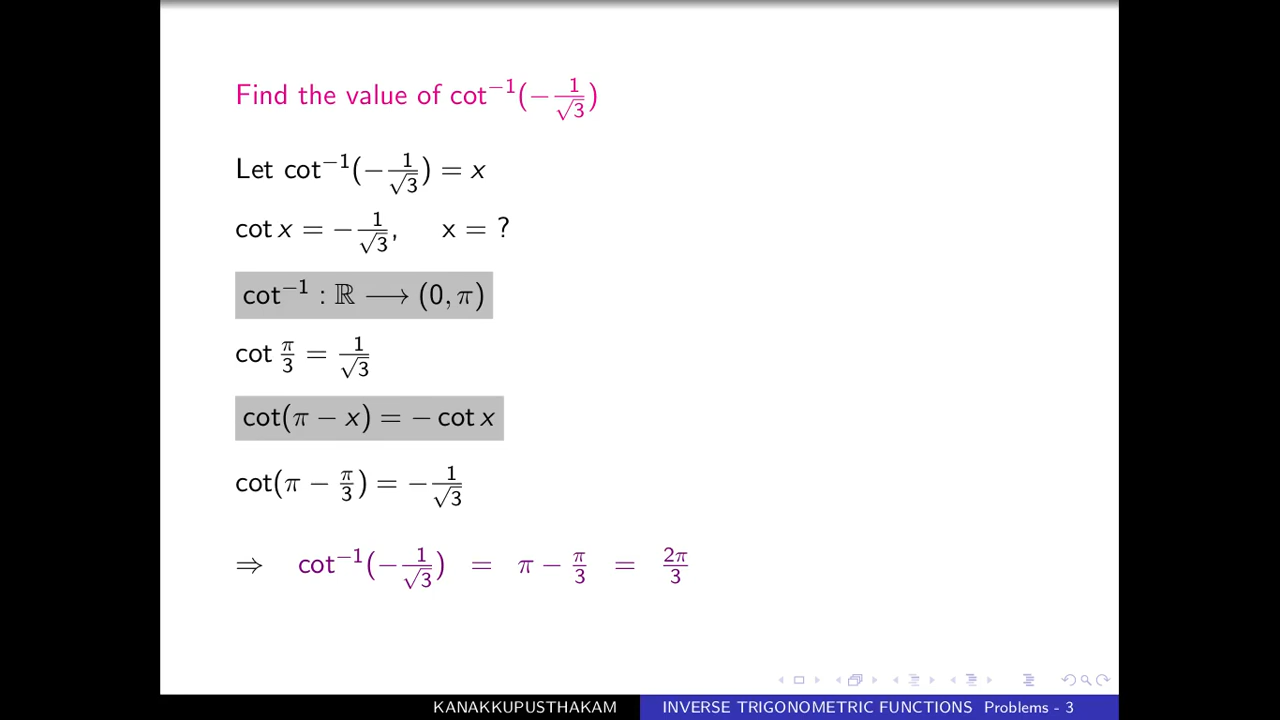 Find the value of cot⁻¹(−1/√3)
Let cot⁻¹(−1/√3) = x
cot x = −1/√3, x = ?
cot⁻¹ : ℝ ⟶ (0, π)
cot π/3 = 1/√3
cot(π − x) = − cot x
cot(π − π/3) = −1/√3
⇒ cot⁻¹(−1/√3) = π − π/3 = 2π/3
KANAKKUPUSTHAKAM INVERSE TRIGONOMETRIC FUNCTIONS Problems - 3